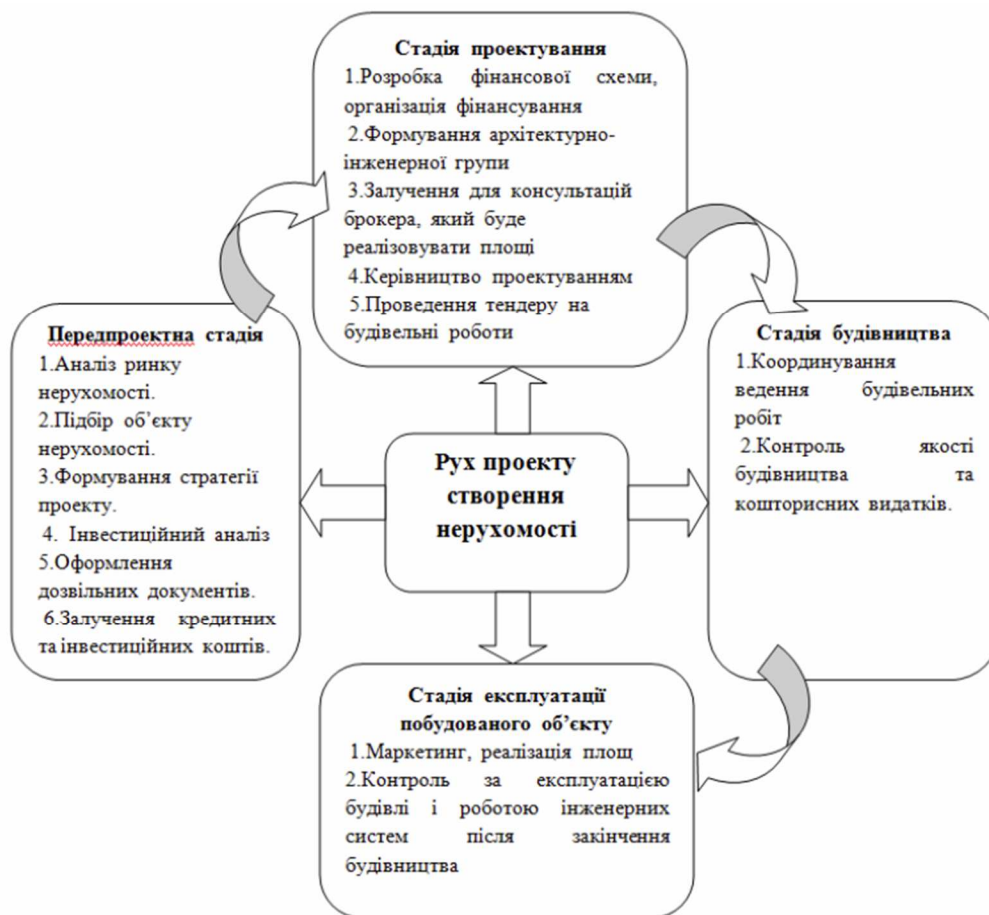 Стадія проектування
1.Розробка фінансової схеми,
організація фінансування
2.Формування архітектурно-
інженерної групи
3.Залучення для консультацій
брокера, який буде
реалізовувати площі
4.Керівництво проектуванням
5.Проведення тендеру на
будівельні роботи
Передпроектна стадія
1.Аналіз ринку
нерухомості.
2.Підбір об’єкту
нерухомості.
3.Формування стратегії
проекту.
4. Інвестиційний аналіз
5.Оформлення
дозвільних документів.
6.Залучення кредитних
та інвестиційних коштів.
Рух проекту
створення
нерухомості
Стадія будівництва
1.Координування
ведення будівельних
робіт
2.Контроль якості
будівництва та
кошторисних видатків.
Стадія експлуатації
побудованого об’єкту
1.Маркетинг, реалізація площ
2.Контроль за експлуатацією
будівлі і роботою інженерних
систем після закінчення
будівництва